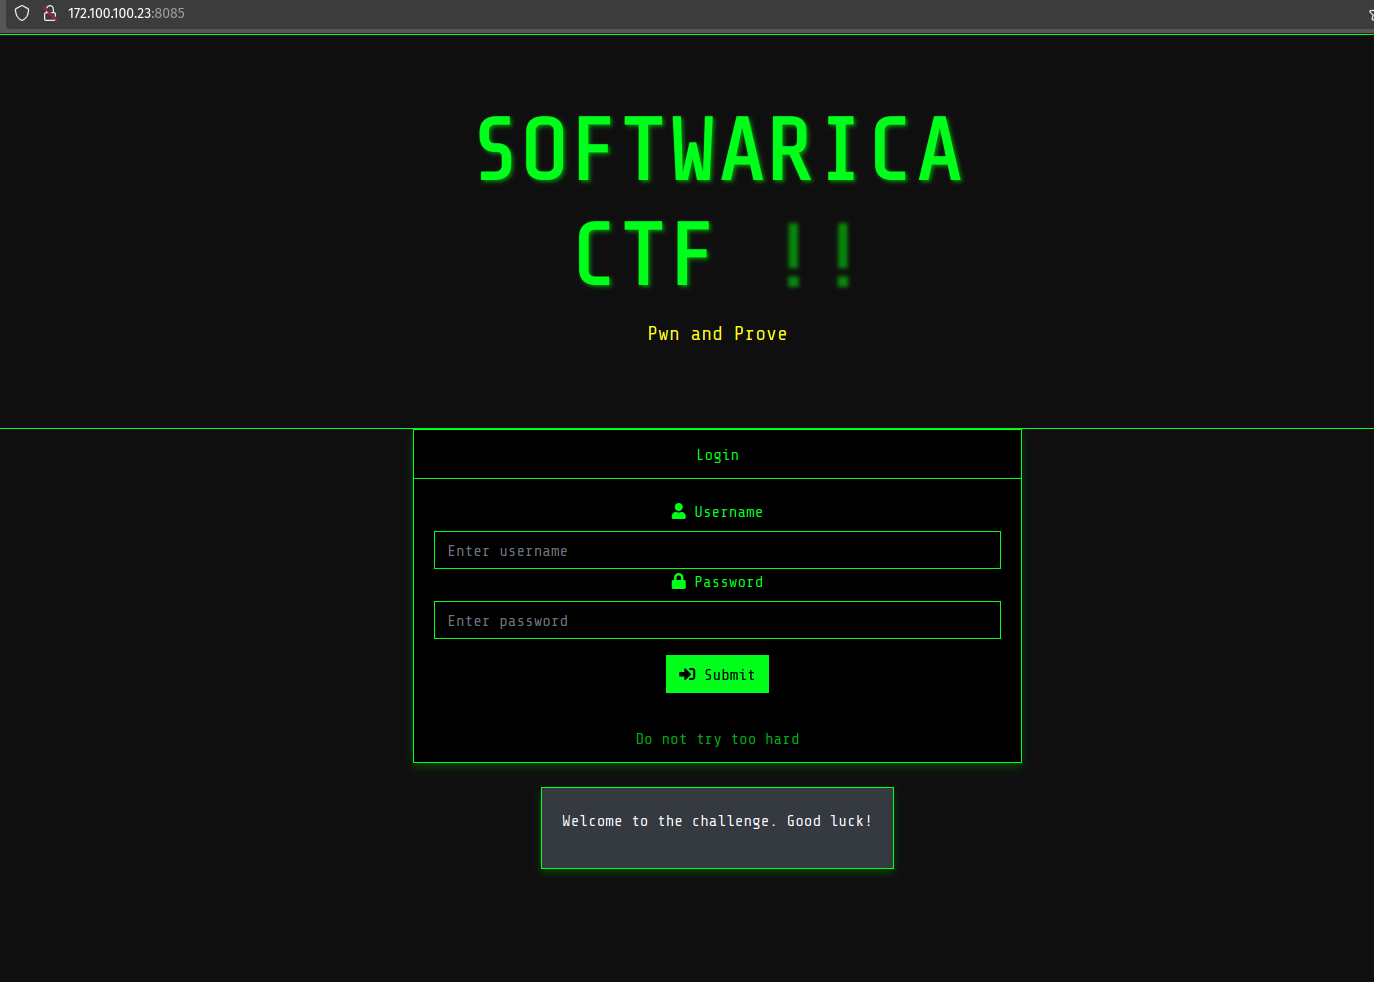 172.100.100.23:8085
SOFTWARICA
CTF !!
Pwn and Prove
Login
Username
Enter username
Password
Enter password
Submit
Do not try too hard
Welcome to the challenge. Good luck!